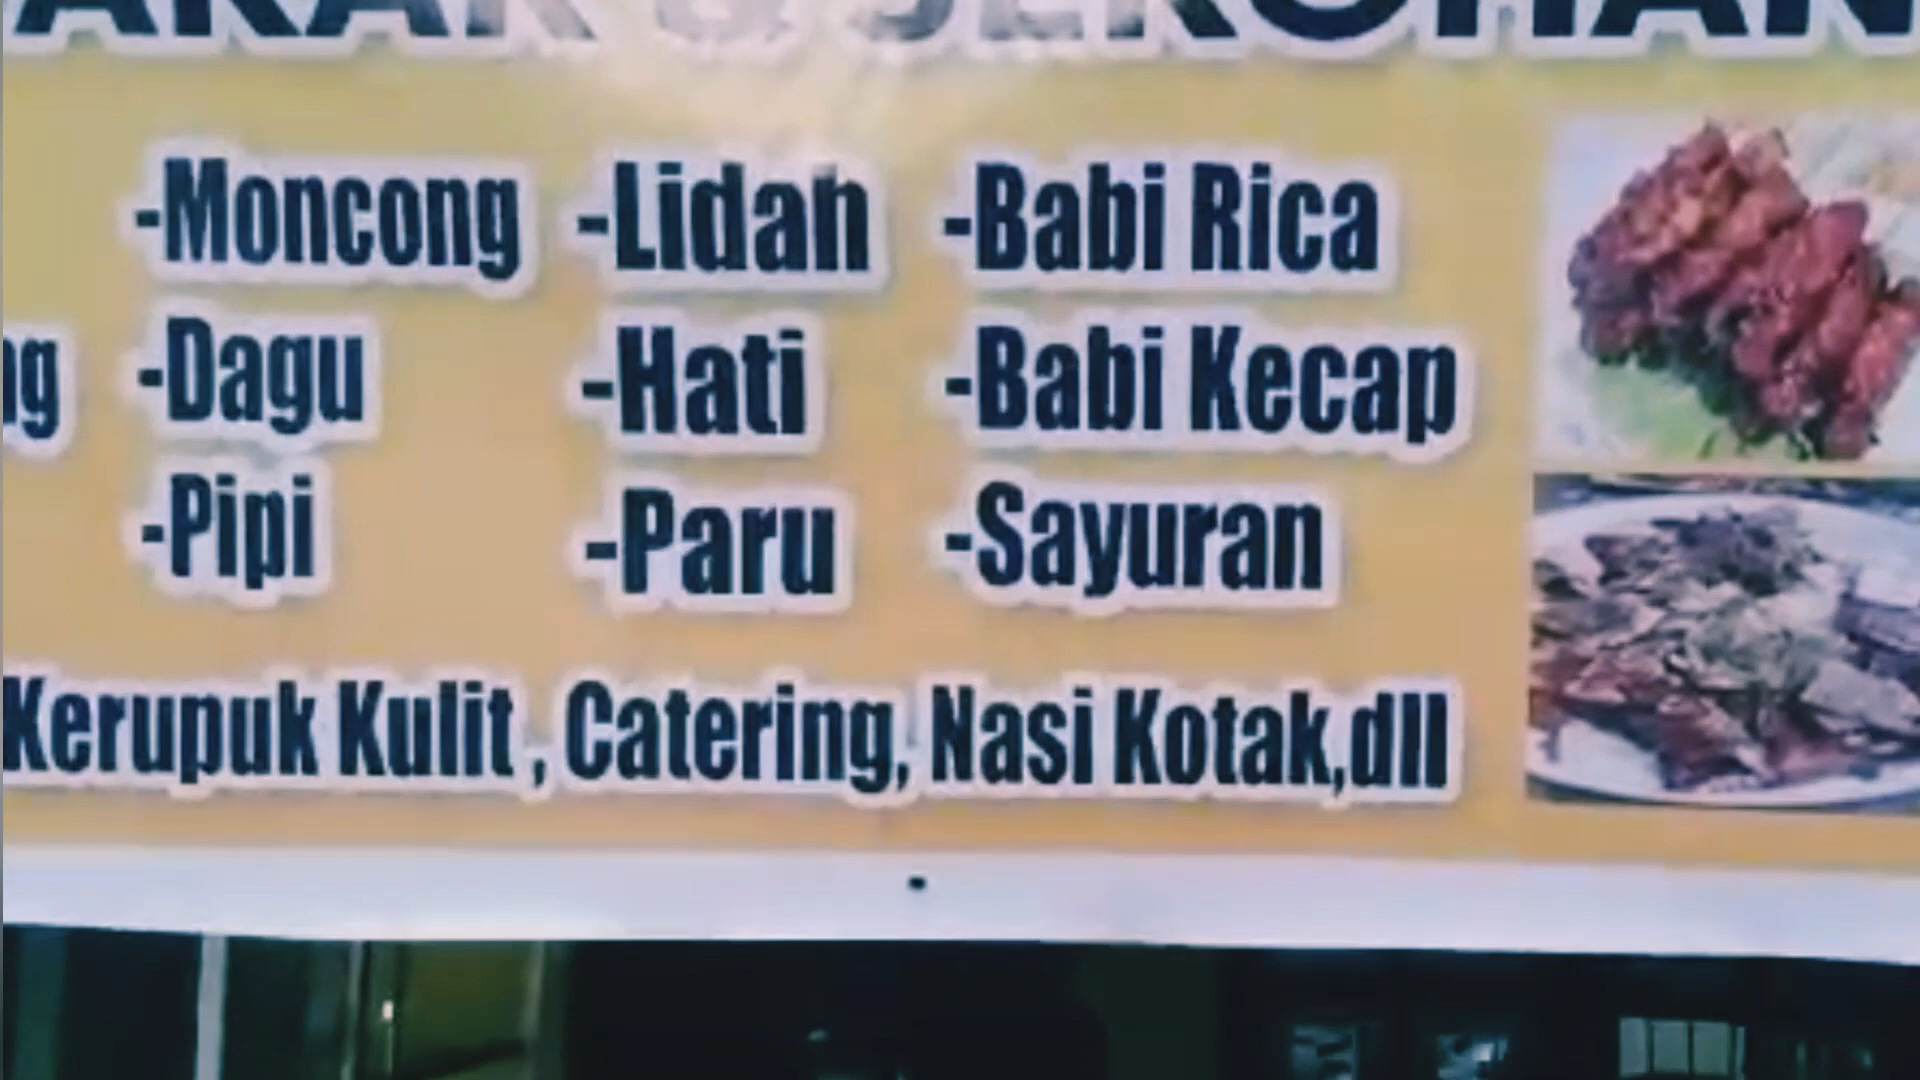 -Moncong -Lidah -Babi Rica
-Dagu -Hati -Babi Kecap
-Pipi -Paru -Sayuran
Kerupuk Kulit , Catering, Nasi Kotak,dll